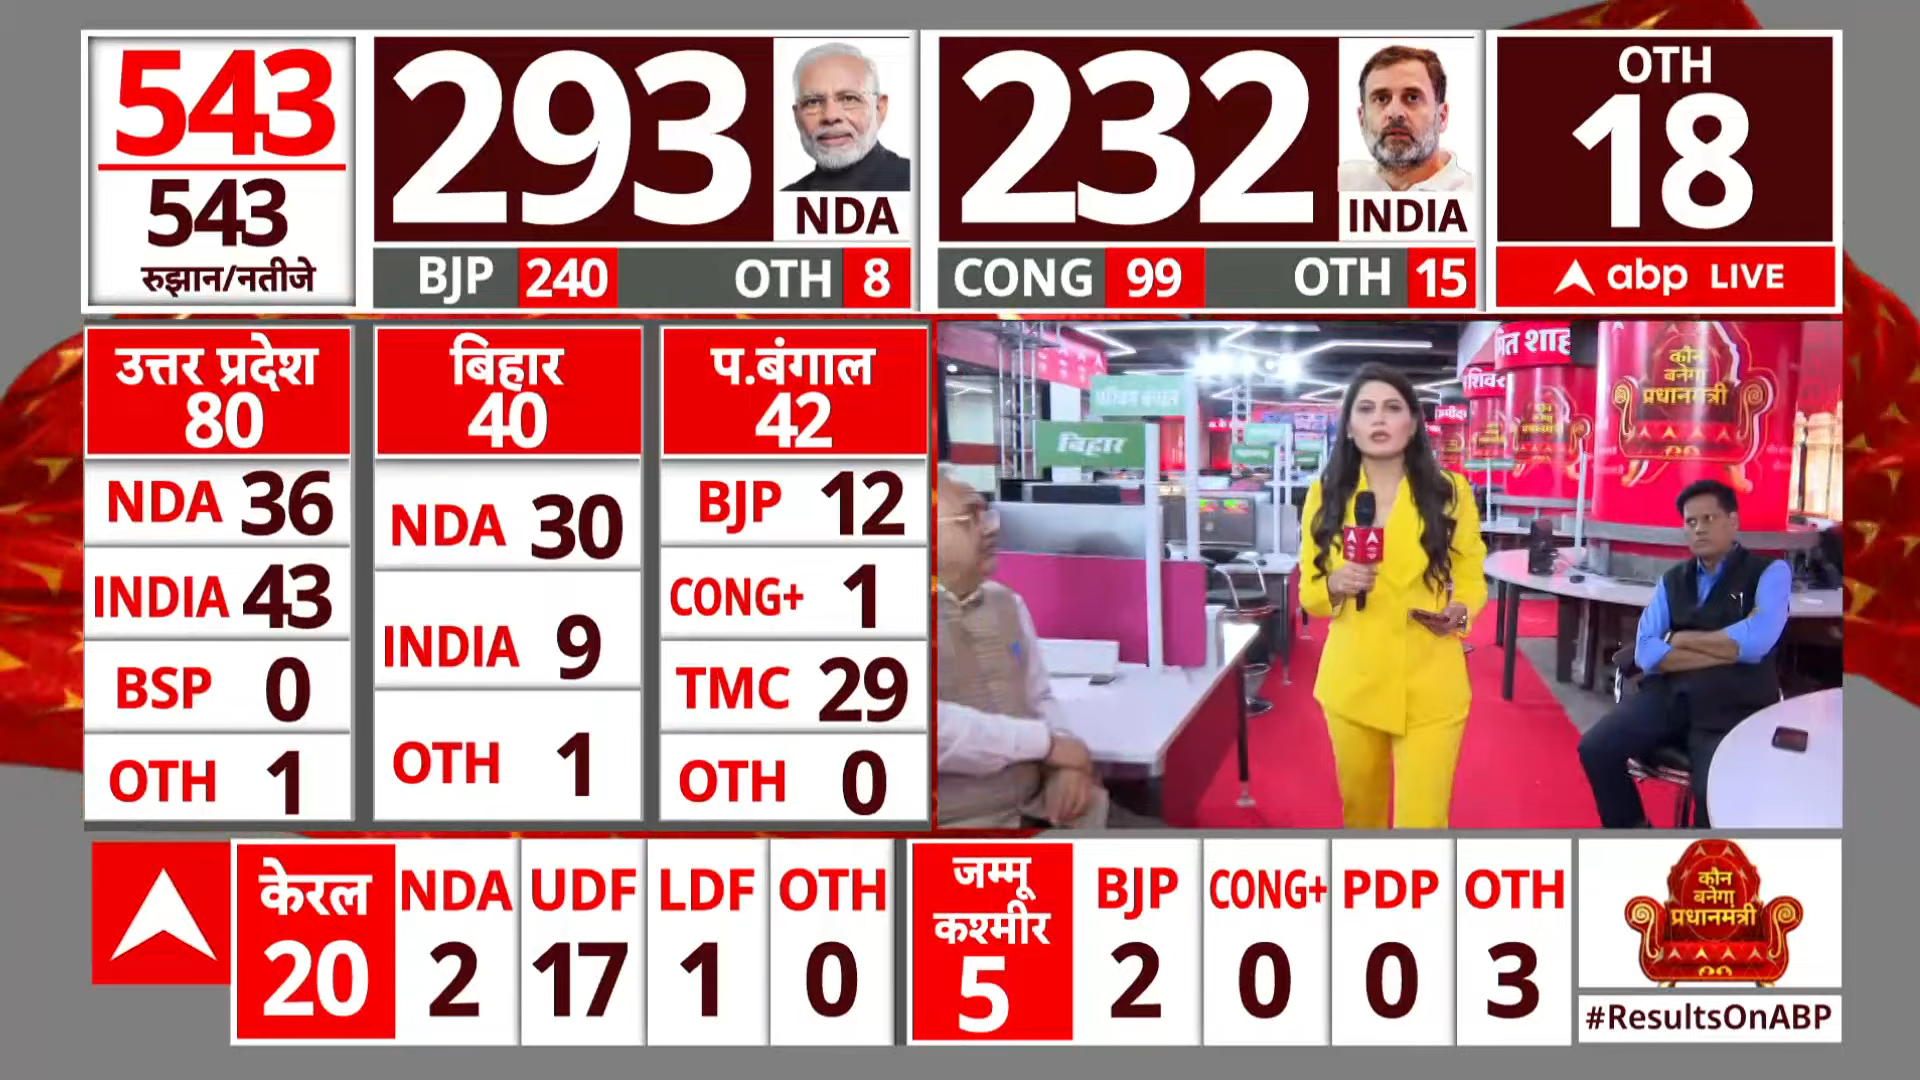 543
543
रुझान/नतीजे
293
NDA
BJP 240 OTH 8
232
INDIA
CONG 99 OTH 15
OTH
18
abp LIVE
उत्तर प्रदेश
80
NDA 36
INDIA 43
BSP 0
OTH 1
बिहार
40
NDA 30
INDIA 9
OTH 1
प.बंगाल
42
BJP 12
CONG+ 1
TMC 29
OTH 0
बिहार
कौन
बनेगा
प्रधानमंत्री
केरल
20
NDA
2
UDF
17
LDF
1
OTH
0
जम्मू
कश्मीर
5
BJP
2
CONG+
0
PDP
0
OTH
3
कौन
बनेगा
प्रधानमंत्री
#ResultsOnABP